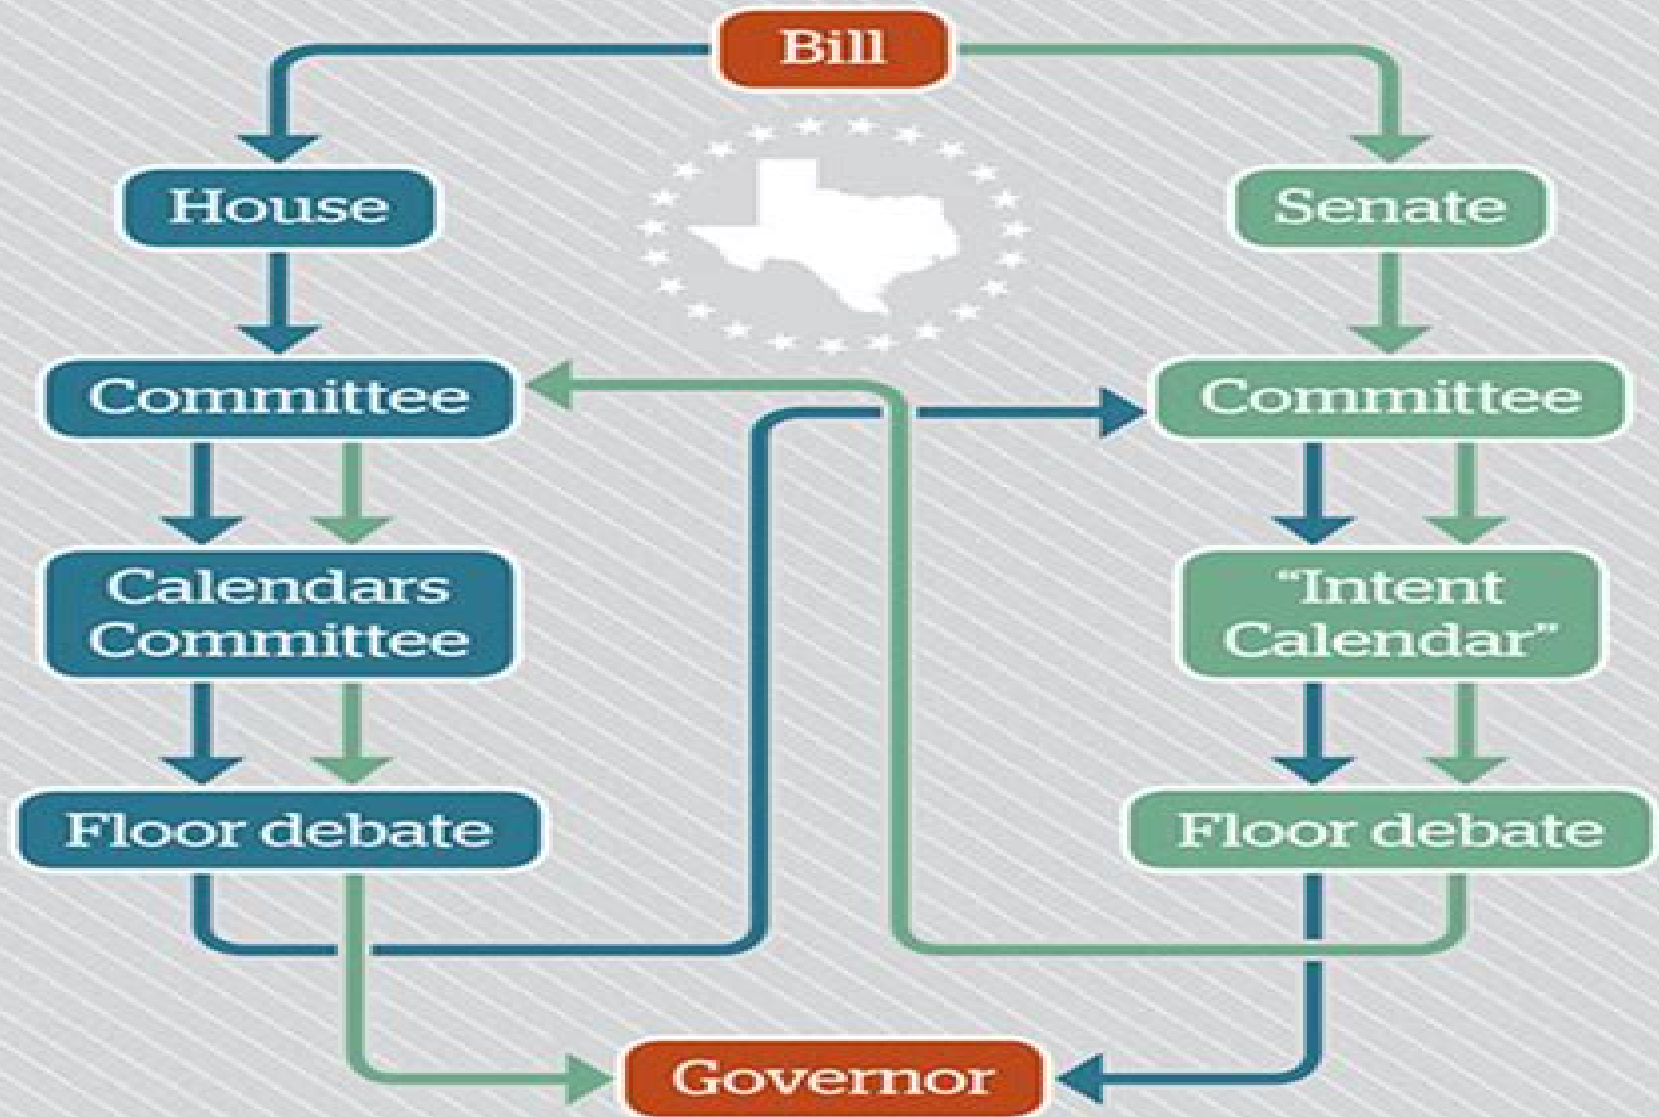 Bill
House
Senate
Committee
Committee
Calendars
Committee
“Intent
Calendar”
Floor debate
Floor debate
Governor